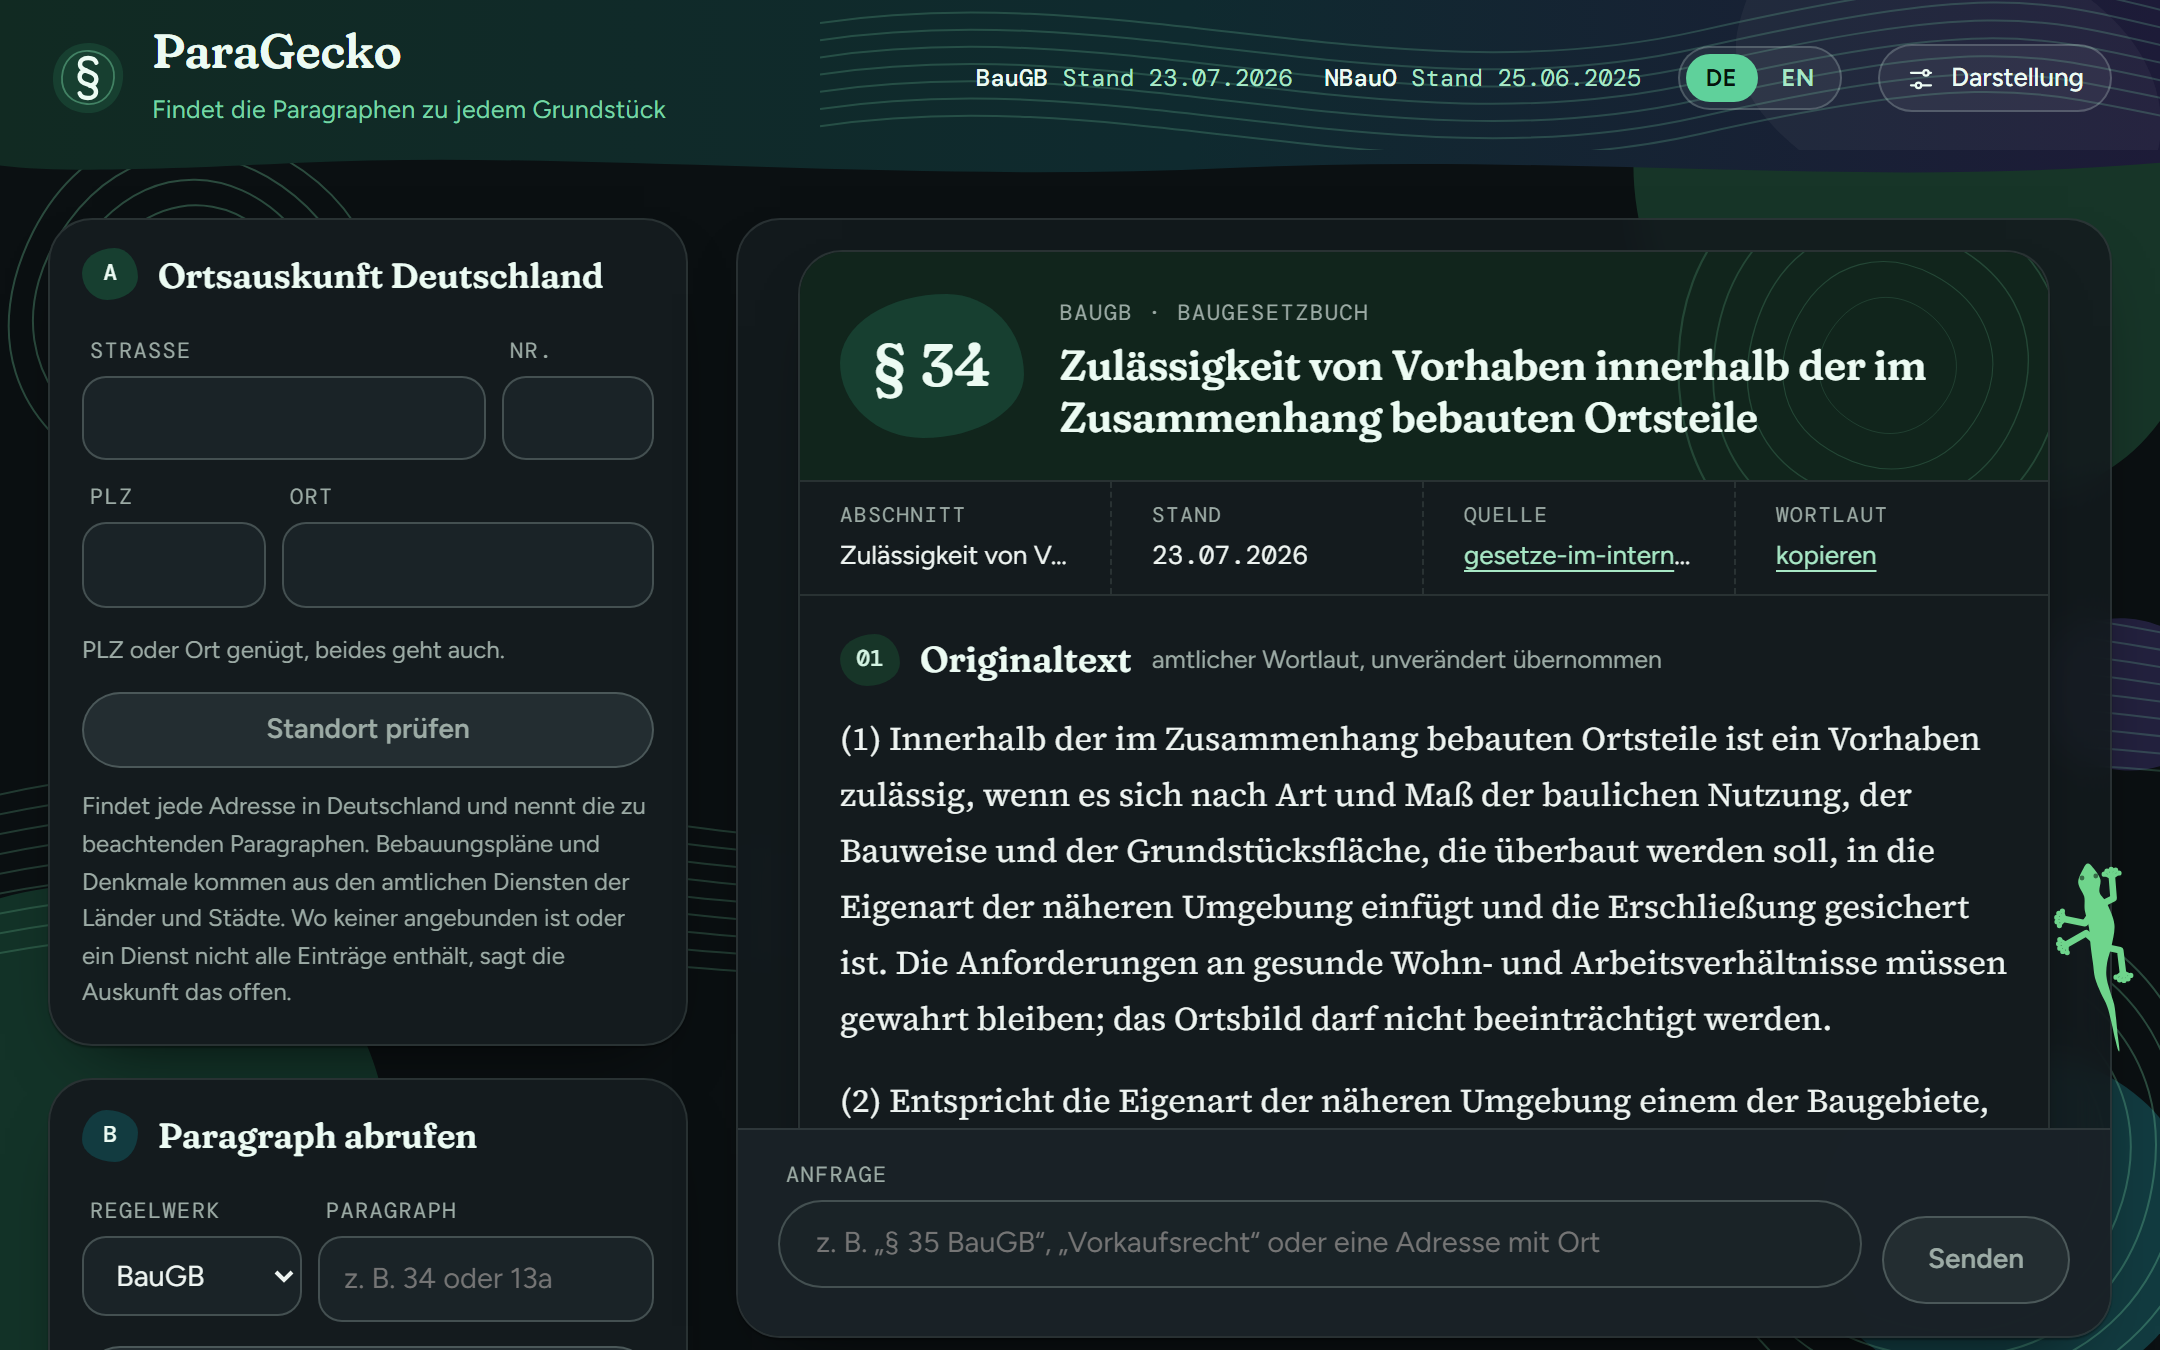 §
ParaGecko
Findet die Paragraphen zu jedem Grundstück
BauGB Stand 23.07.2026 NBauO Stand 25.06.2025
DE EN
Darstellung
A
Ortsauskunft Deutschland
STRASSE NR.
PLZ ORT
PLZ oder Ort genügt, beides geht auch.
Standort prüfen
Findet jede Adresse in Deutschland und nennt die zu
beachtenden Paragraphen. Bebauungspläne und
Denkmale kommen aus den amtlichen Diensten der
Länder und Städte. Wo keiner angebunden ist oder
ein Dienst nicht alle Einträge enthält, sagt die
Auskunft das offen.
B
Paragraph abrufen
REGELWERK PARAGRAPH
BauGB z. B. 34 oder 13a
§ 34
BAUGB · BAUGESETZBUCH
Zulässigkeit von Vorhaben innerhalb der im
Zusammenhang bebauten Ortsteile
ABSCHNITT STAND QUELLE WORTLAUT
Zulässigkeit von V... 23.07.2026 gesetze-im-intern... kopieren
01 Originaltext amtlicher Wortlaut, unverändert übernommen
(1) Innerhalb der im Zusammenhang bebauten Ortsteile ist ein Vorhaben
zulässig, wenn es sich nach Art und Maß der baulichen Nutzung, der
Bauweise und der Grundstücksfläche, die überbaut werden soll, in die
Eigenart der näheren Umgebung einfügt und die Erschließung gesichert
ist. Die Anforderungen an gesunde Wohn- und Arbeitsverhältnisse müssen
gewahrt bleiben; das Ortsbild darf nicht beeinträchtigt werden.
(2) Entspricht die Eigenart der näheren Umgebung einem der Baugebiete,
ANFRAGE
z. B. „§ 35 BauGB“, „Vorkaufsrecht“ oder eine Adresse mit Ort
Senden